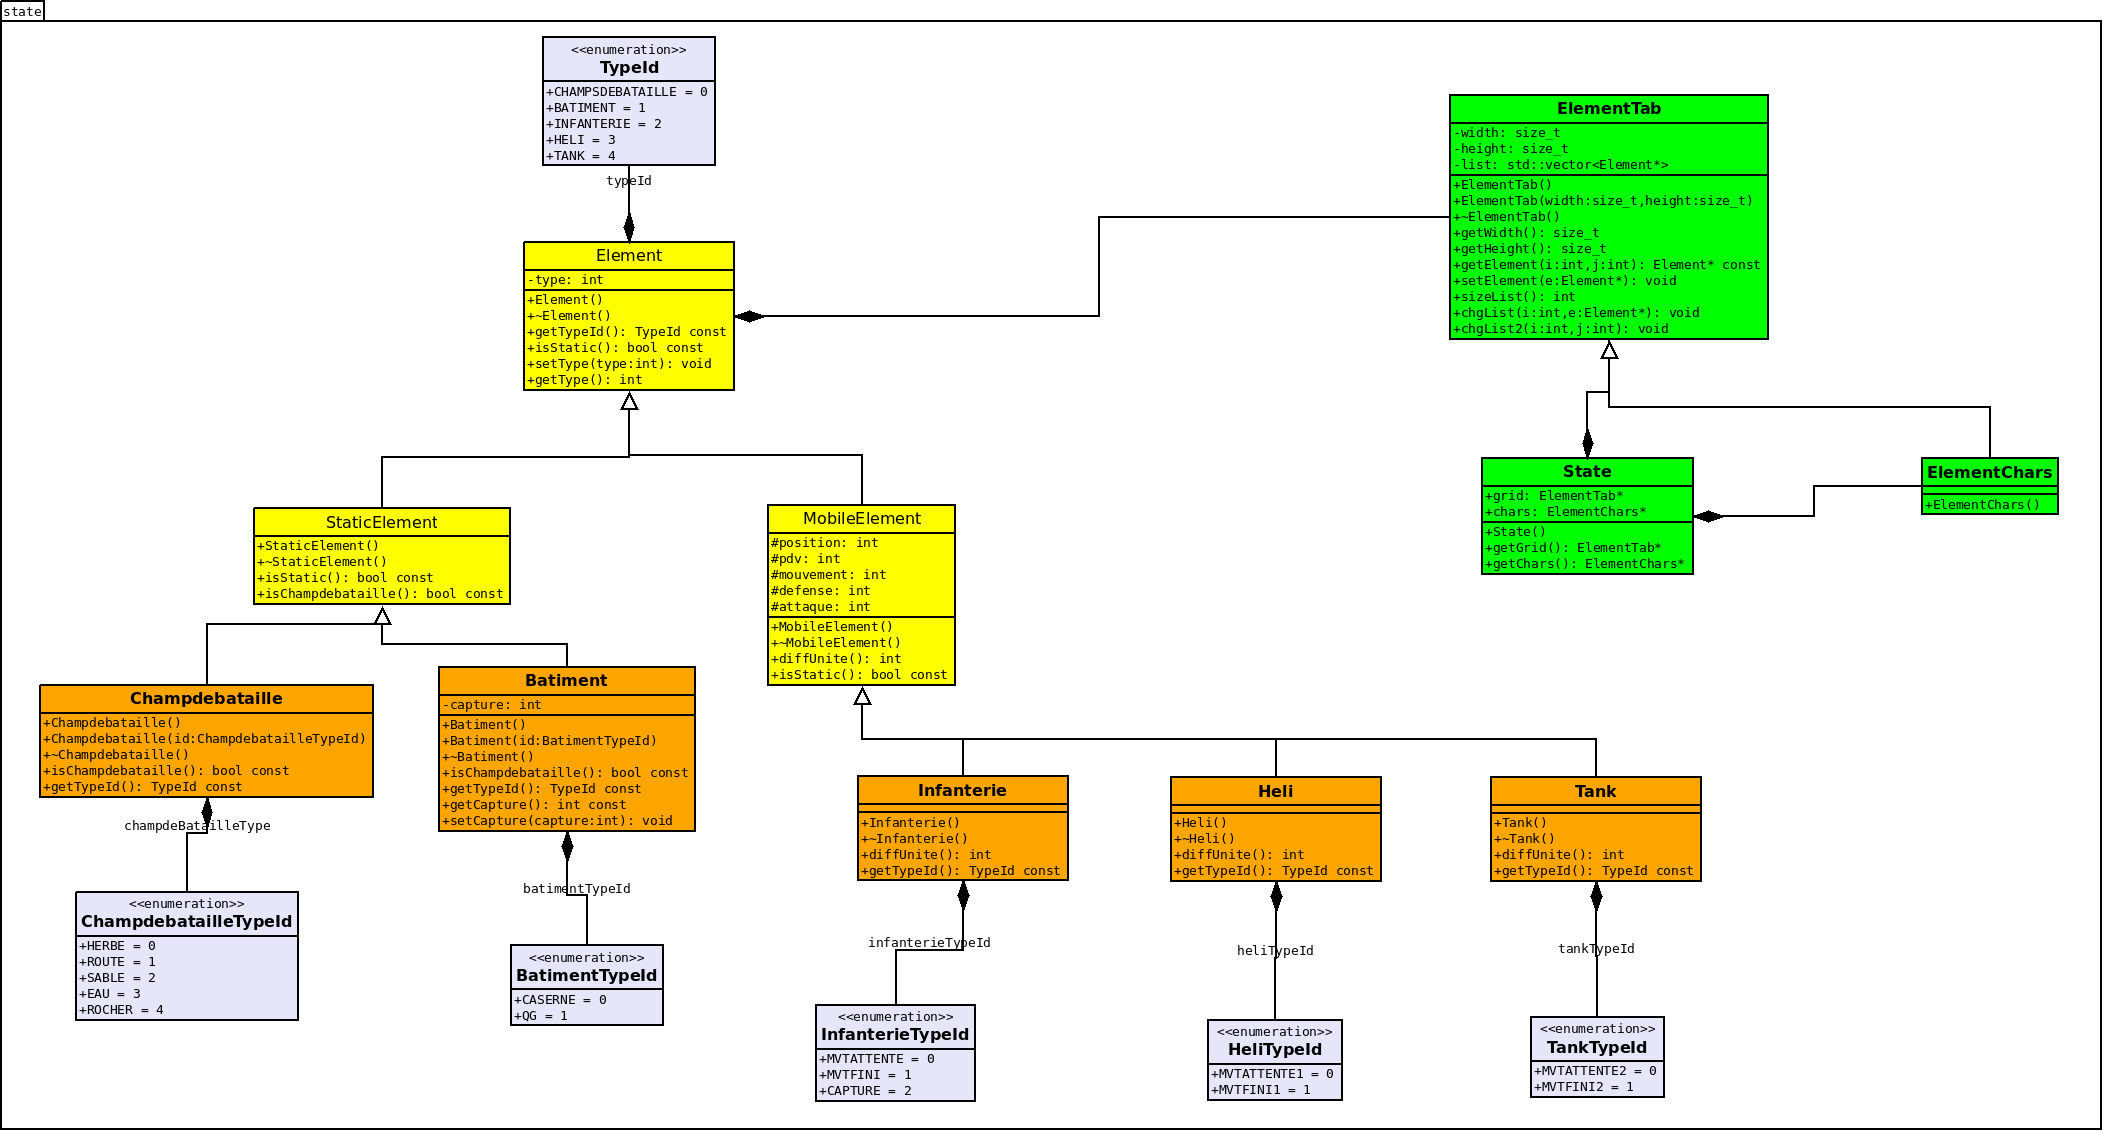 state
<<enumeration>>
TypeId
+CHAMPSDEBATAILLE = 0
+BATIMENT = 1
+INFANTERIE = 2
+HELI = 3
+TANK = 4
typeId
Element
-type: int
+Element()
+~Element()
+getTypeId(): TypeId const
+isStatic(): bool const
+setType(type:int): void
+getType(): int
ElementTab
-width: size_t
-height: size_t
-list: std::vector<Element*>
+ElementTab()
+ElementTab(width:size_t,height:size_t)
+~ElementTab()
+getWidth(): size_t
+getHeight(): size_t
+getElement(i:int,j:int): Element* const
+setElement(e:Element*): void
+sizeList(): int
+chgList(i:int,e:Element*): void
+chgList2(i:int,j:int): void
State
+grid: ElementTab*
+chars: ElementChars*
+State()
+getGrid(): ElementTab*
+getChars(): ElementChars*
ElementChars
+ElementChars()
StaticElement
+StaticElement()
+~StaticElement()
+isStatic(): bool const
+isChampdebataille(): bool const
MobileElement
#position: int
#pdv: int
#mouvement: int
#defense: int
#attaque: int
+MobileElement()
+~MobileElement()
+diffUnite(): int
+isStatic(): bool const
Champdebataille
+Champdebataille()
+Champdebataille(id:ChampdebatailleTypeId)
+~Champdebataille()
+isChampdebataille(): bool const
+getTypeId(): TypeId const
champdeBatailleType
Batiment
-capture: int
+Batiment()
+Batiment(id:BatimentTypeId)
+~Batiment()
+isChampdebataille(): bool const
+getTypeId(): TypeId const
+getCapture(): int const
+setCapture(capture:int): void
batimentTypeId
Infanterie
+Infanterie()
+~Infanterie()
+diffUnite(): int
+getTypeId(): TypeId const
infanterieTypeId
Heli
+Heli()
+~Heli()
+diffUnite(): int
+getTypeId(): TypeId const
heliTypeId
Tank
+Tank()
+~Tank()
+diffUnite(): int
+getTypeId(): TypeId const
tankTypeId
<<enumeration>>
ChampdebatailleTypeId
+HERBE = 0
+ROUTE = 1
+SABLE = 2
+EAU = 3
+ROCHER = 4
<<enumeration>>
BatimentTypeId
+CASERNE = 0
+QG = 1
<<enumeration>>
InfanterieTypeId
+MVTATTENTE = 0
+MVTFINI = 1
+CAPTURE = 2
<<enumeration>>
HeliTypeId
+MVTATTENTE1 = 0
+MVTFINI1 = 1
<<enumeration>>
TankTypeId
+MVTATTENTE2 = 0
+MVTFINI2 = 1